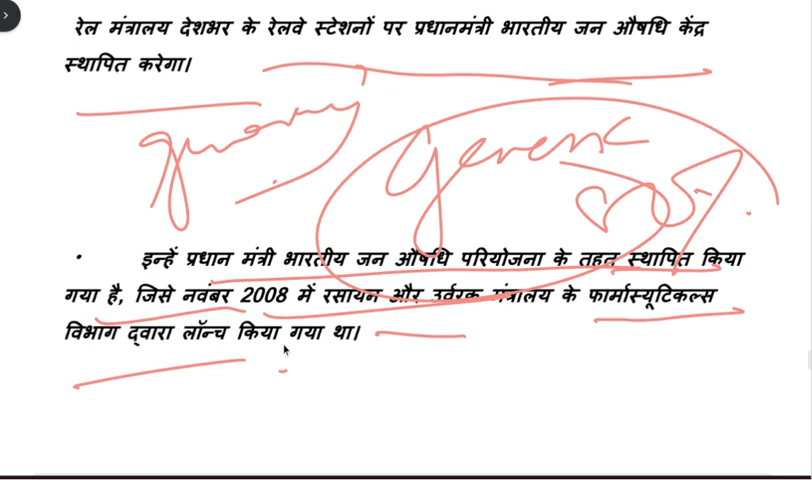 रेल मंत्रालय देशभर के रेलवे स्टेशनों पर प्रधानमंत्री भारतीय जन औषधि केंद्र
स्थापित करेगा।
Generic
• इन्हें प्रधान मंत्री भारतीय जन औषधि परियोजना के तहत स्थापित किया
गया है, जिसे नवंबर 2008 में रसायन और उर्वरक मंत्रालय के फार्मास्यूटिकल्स
विभाग द्वारा लॉन्च किया गया था।